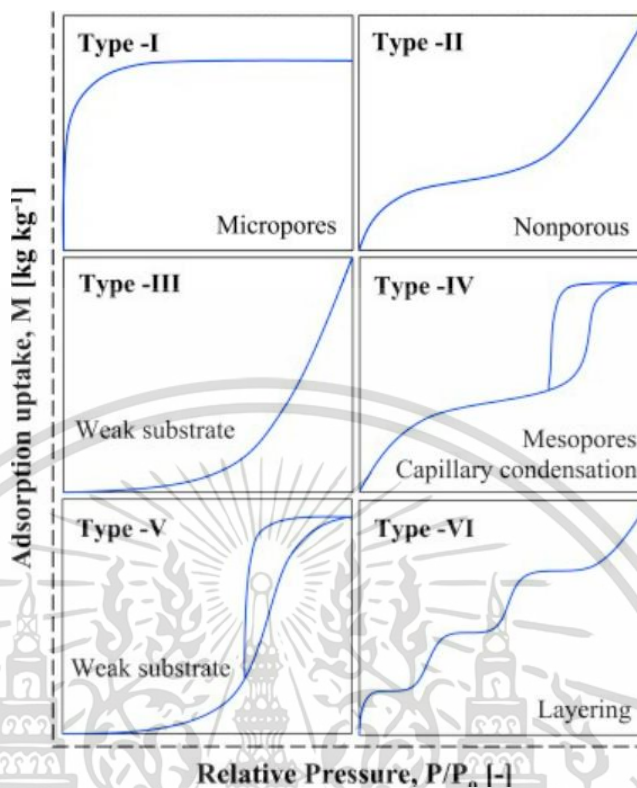 Type -I
Micropores
Type -II
Nonporous
Type -III
Weak substrate
Type -IV
Mesopores
Capillary condensation
Type -V
Weak substrate
Type -VI
Layering
Adsorption uptake, M [kg kg⁻¹]
Relative Pressure, P/Pₒ [-]